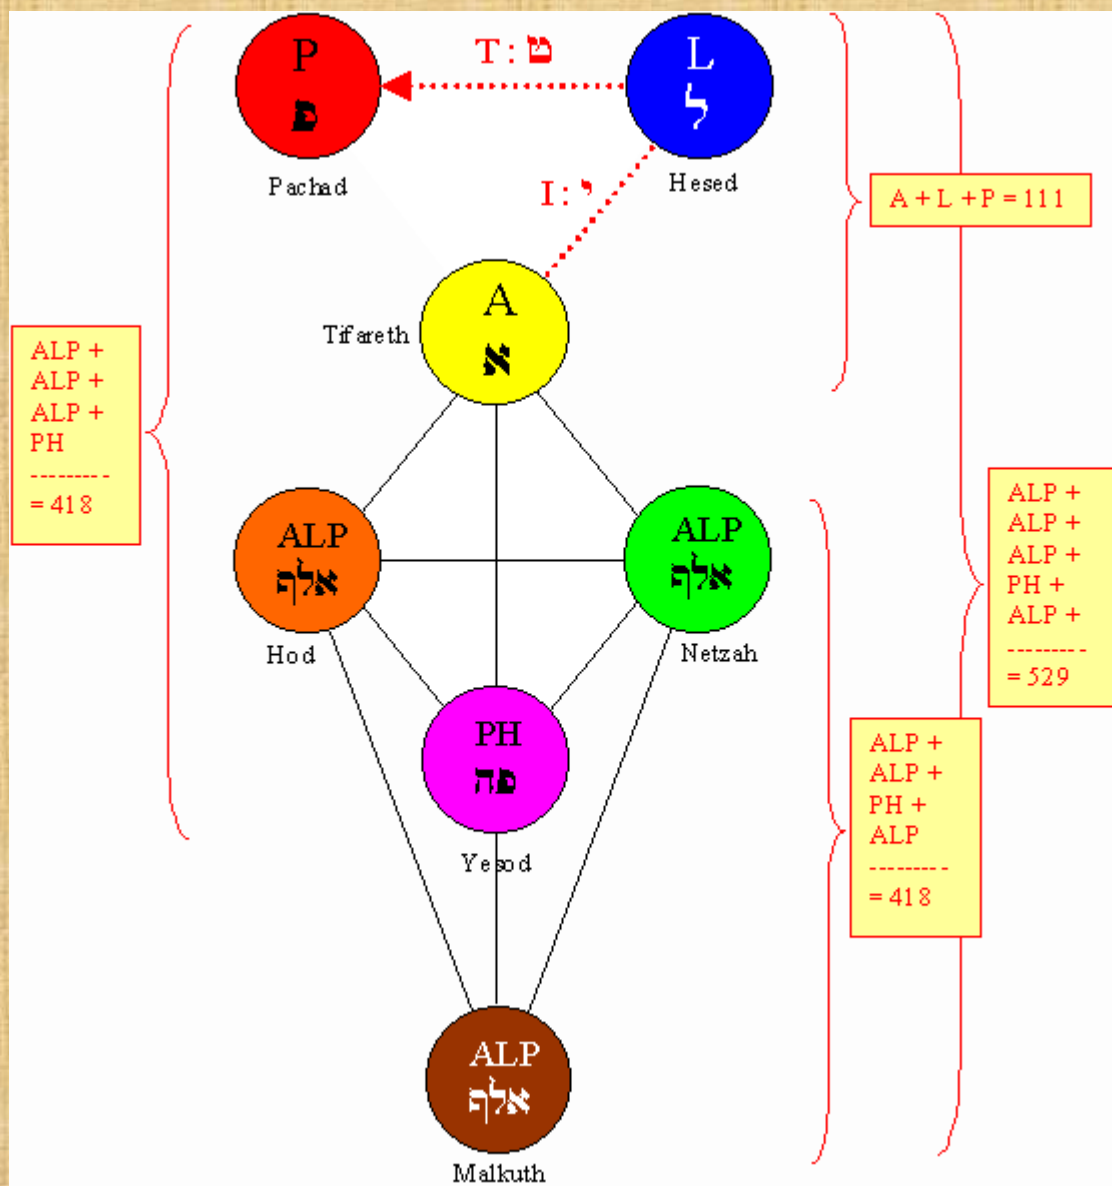 P
פ
Pachad
T : ט
L
ל
Hesed
I : י
A + L + P = 111
A
א
Tifareth
ALP +
ALP +
ALP +
PH
---------
= 418
ALP
אלף
Hod
ALP
אלף
Netzah
PH
פה
Yesod
ALP +
ALP +
ALP +
PH +
ALP +
---------
= 529
ALP +
ALP +
PH +
ALP
---------
= 418
ALP
אלף
Malkuth